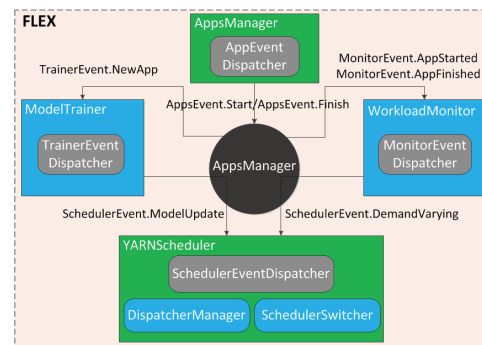 FLEX
AppsManager
AppEvent
Dispatcher
TrainerEvent.NewApp
MonitorEvent.AppStarted
MonitorEvent.AppFinished
AppsEvent.Start/AppsEvent.Finish
ModelTrainer
TrainerEvent
Dispatcher
AppsManager
WorkloadMonitor
MonitorEvent
Dispatcher
SchedulerEvent.ModelUpdate
SchedulerEvent.DemandVarying
YARNScheduler
SchedulerEventDispatcher
DispatcherManager
SchedulerSwitcher